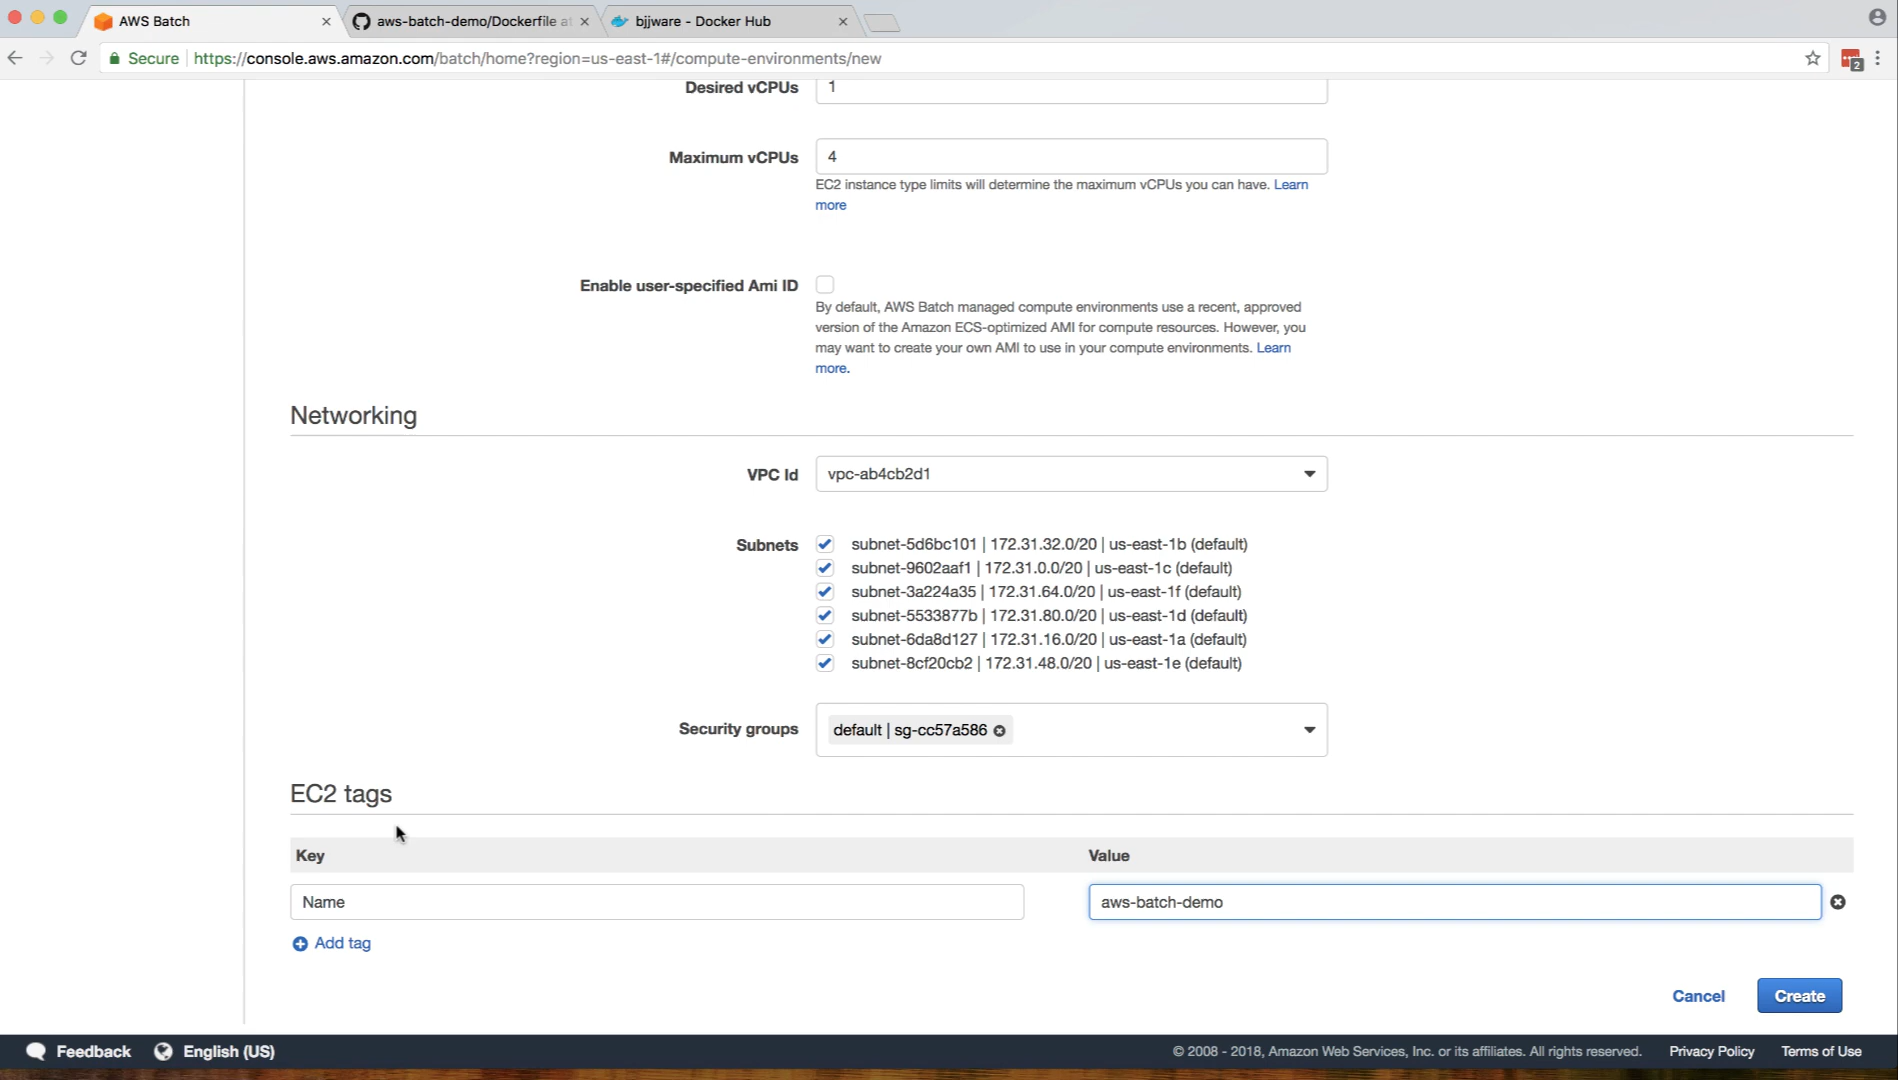 AWS Batch
aws-batch-demo/Dockerfile at
bjjware - Docker Hub
Secure
https://console.aws.amazon.com/batch/home?region=us-east-1#/compute-environments/new
2
Desired vCPUs
1
Maximum vCPUs
4
EC2 instance type limits will determine the maximum vCPUs you can have. Learn
more
Enable user-specified Ami ID
By default, AWS Batch managed compute environments use a recent, approved
version of the Amazon ECS-optimized AMI for compute resources. However, you
may want to create your own AMI to use in your compute environments. Learn
more.
Networking
VPC Id
vpc-ab4cb2d1
Subnets
subnet-5d6bc101 | 172.31.32.0/20 | us-east-1b (default)
subnet-9602aaf1 | 172.31.0.0/20 | us-east-1c (default)
subnet-3a224a35 | 172.31.64.0/20 | us-east-1f (default)
subnet-5533877b | 172.31.80.0/20 | us-east-1d (default)
subnet-6da8d127 | 172.31.16.0/20 | us-east-1a (default)
subnet-8cf20cb2 | 172.31.48.0/20 | us-east-1e (default)
Security groups
default | sg-cc57a586
EC2 tags
Key
Value
Name
aws-batch-demo
Add tag
Cancel
Create
Feedback
English (US)
© 2008 - 2018, Amazon Web Services, Inc. or its affiliates. All rights reserved.
Privacy Policy
Terms of Use